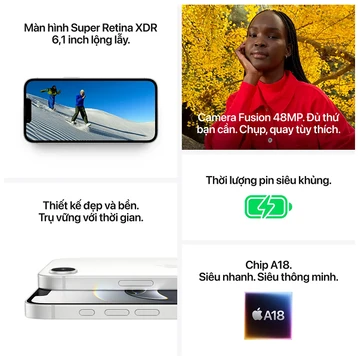 Màn hình Super Retina XDR
6,1 inch lộng lẫy.
Camera Fusion 48MP. Đủ thứ
bạn cần. Chụp, quay tùy thích.
Thời lượng pin siêu khủng.
Thiết kế đẹp và bền.
Trụ vững với thời gian.
Chip A18.
Siêu nhanh. Siêu thông minh.
A18